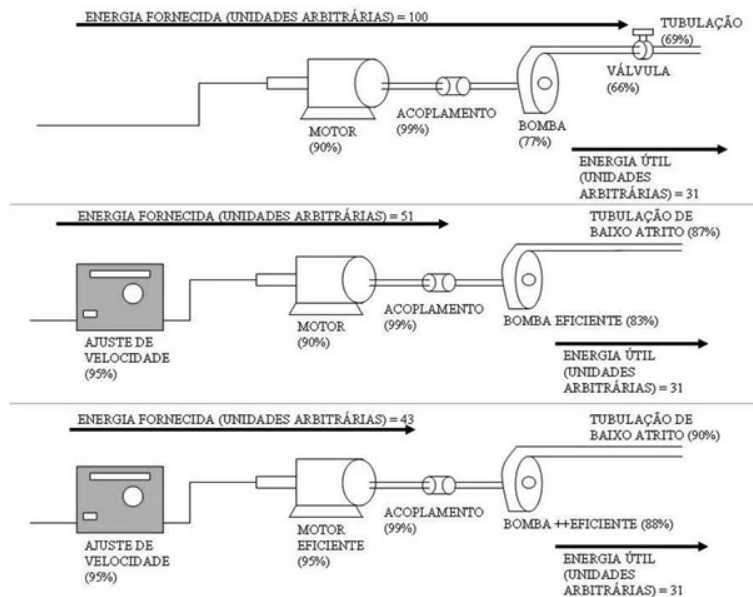 ENERGIA FORNECIDA (UNIDADES ARBITRÁRIAS) = 100
TUBULAÇÃO
(69%)
VÁLVULA
(66%)
ACOPLAMENTO
(99%)
MOTOR
(90%)
BOMBA
(77%)
ENERGIA ÚTIL
(UNIDADES
ARBITRÁRIAS) = 31
ENERGIA FORNECIDA (UNIDADES ARBITRÁRIAS) = 51
TUBULAÇÃO DE
BAIXO ATRITO (87%)
ACOPLAMENTO
(99%)
AJUSTE DE
VELOCIDADE
(95%)
MOTOR
(90%)
BOMBA EFICIENTE (83%)
ENERGIA ÚTIL
(UNIDADES
ARBITRÁRIAS) = 31
ENERGIA FORNECIDA (UNIDADES ARBITRÁRIAS) = 43
TUBULAÇÃO DE
BAIXO ATRITO (90%)
ACOPLAMENTO
(99%)
AJUSTE DE
VELOCIDADE
(95%)
MOTOR
EFICIENTE
(95%)
BOMBA ++EFICIENTE (88%)
ENERGIA ÚTIL
(UNIDADES
ARBITRÁRIAS) = 31